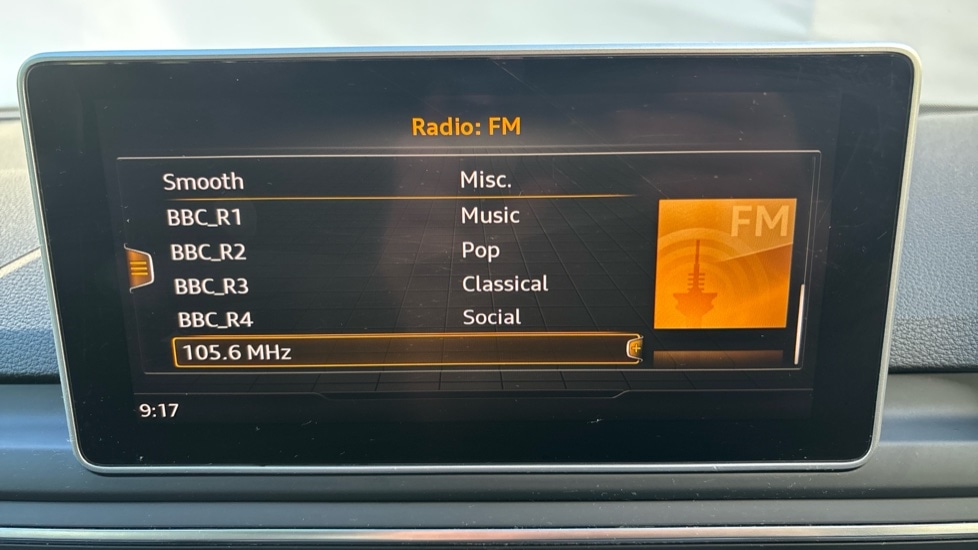 Radio: FM
Smooth Misc.
FM
BBC_R1 Music
BBC_R2 Pop
BBC_R3 Classical
BBC_R4 Social
105.6 MHz
9:17